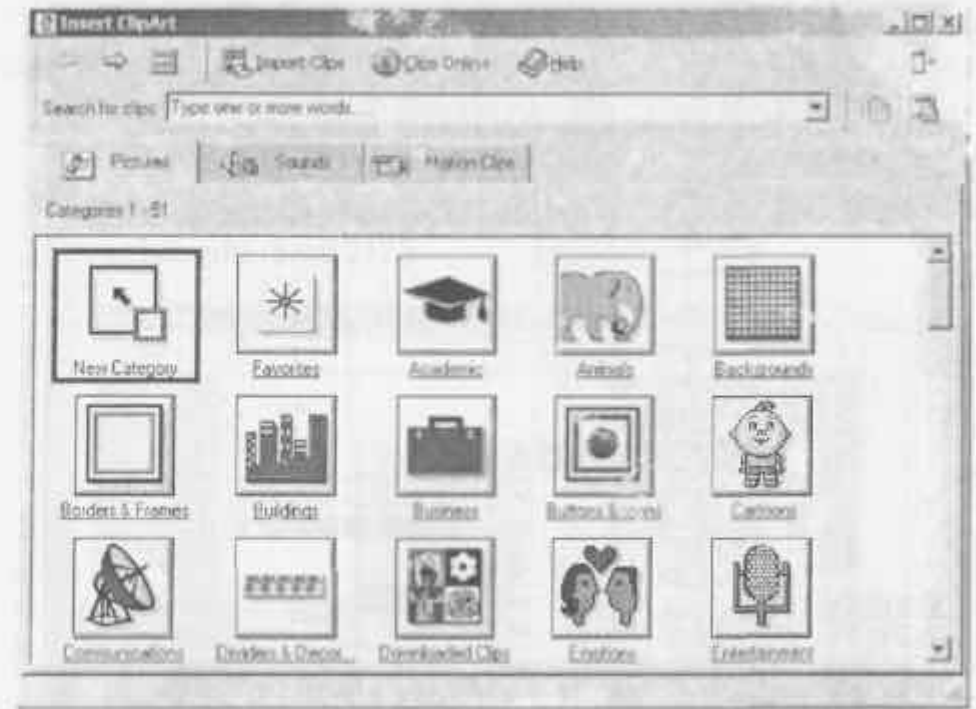 Insert ClipArt
Import Clips Clips Online Help
Search for clips: Type one or more words...
Pictures Sounds Motion Clips
Categories 1 - 51
New Category Favorites Academic Animals Backgrounds
Borders & Frames Buildings Business Buttons & Icons Cartoons
Communications Dividers & Decor... Downloaded Clips Emotions Entertainment